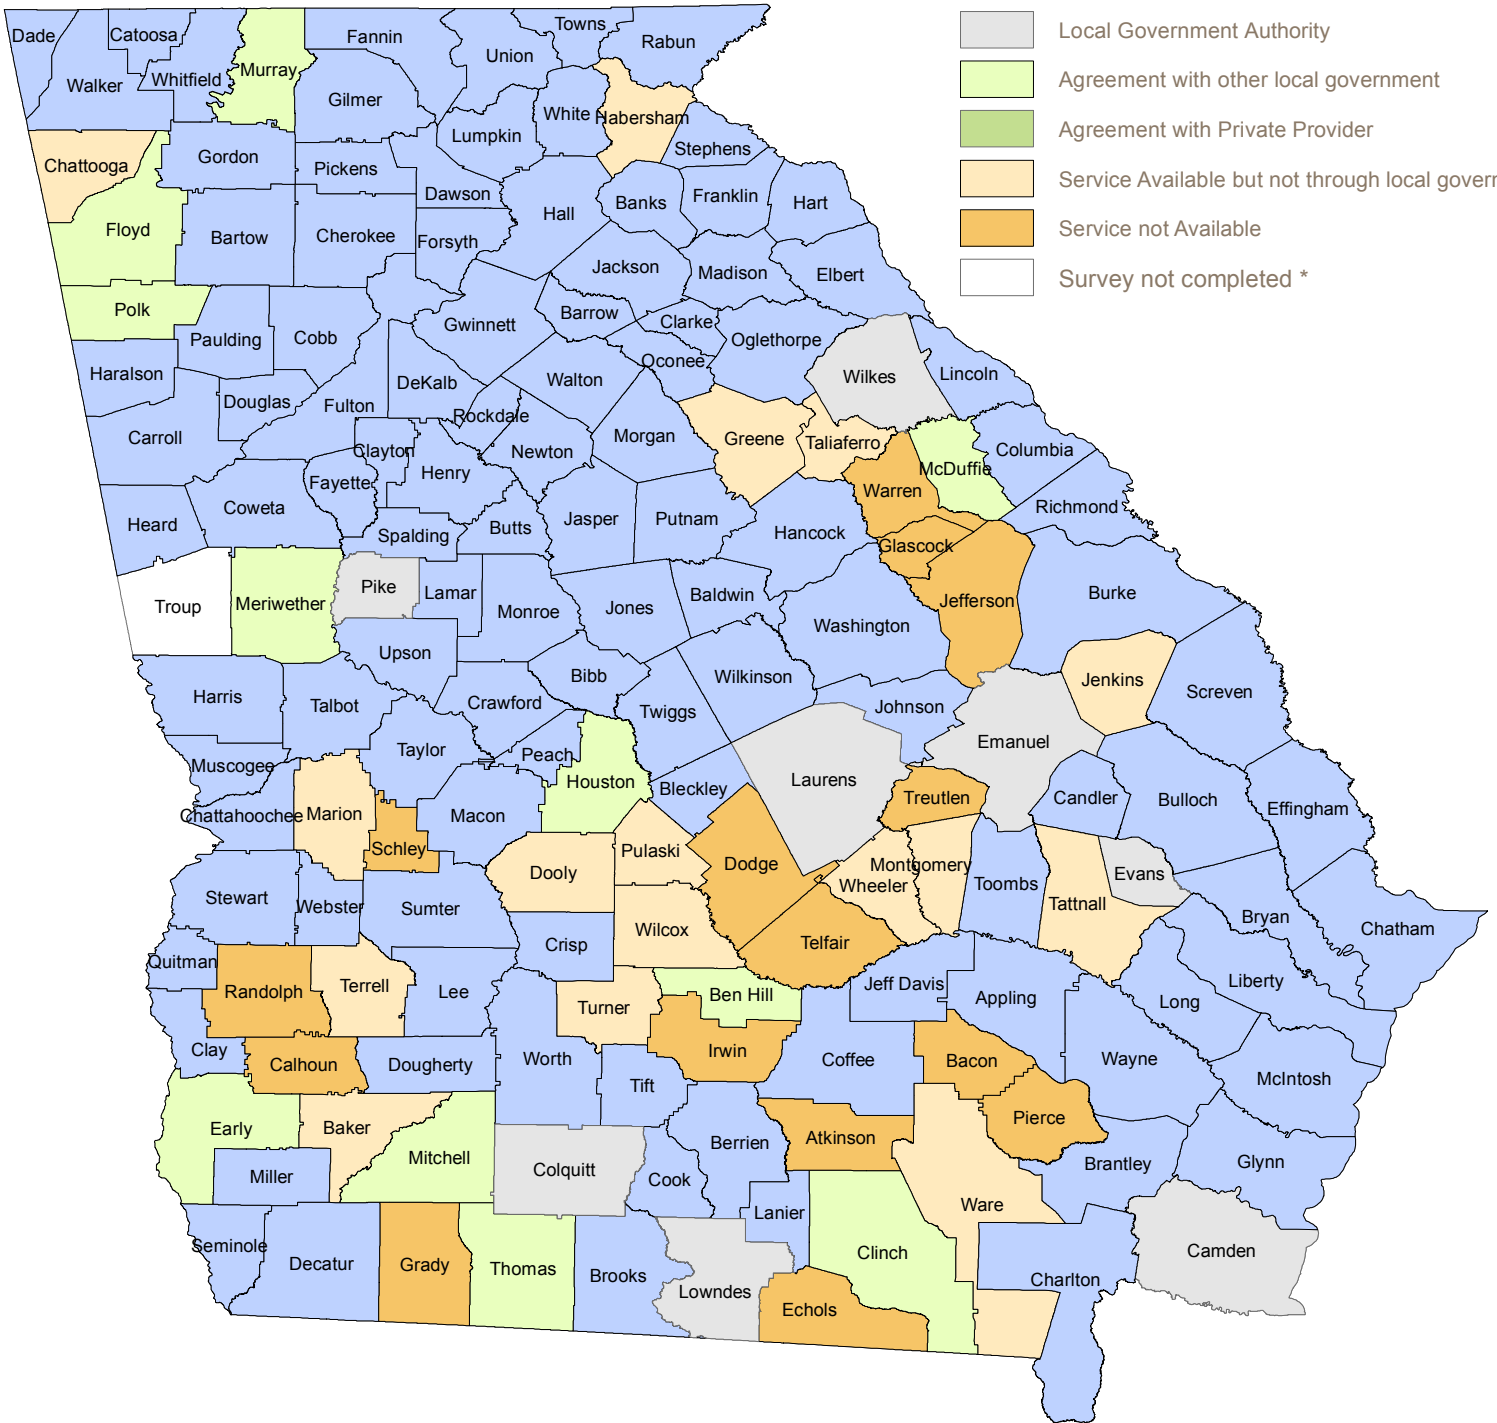 Local Government Authority
Agreement with other local government
Agreement with Private Provider
Service Available but not through local gover
Service not Available
Survey not completed *
Dade
Catoosa
Walker
Whitfield
Murray
Fannin
Gilmer
Union
Towns
Rabun
White
Habersham
Lumpkin
Stephens
Chattooga
Gordon
Pickens
Dawson
Floyd
Bartow
Cherokee
Forsyth
Hall
Banks
Franklin
Hart
Jackson
Madison
Elbert
Polk
Paulding
Cobb
Gwinnett
Barrow
Clarke
Oconee
Oglethorpe
Wilkes
Lincoln
Haralson
Douglas
Fulton
DeKalb
Rockdale
Walton
Carroll
Clayton
Fayette
Henry
Newton
Morgan
Greene
Taliaferro
McDuffie
Columbia
Warren
Richmond
Heard
Coweta
Spalding
Butts
Jasper
Putnam
Hancock
Glascock
Jefferson
Burke
Troup
Meriwether
Pike
Lamar
Monroe
Jones
Baldwin
Washington
Upson
Bibb
Wilkinson
Jenkins
Screven
Harris
Talbot
Crawford
Twiggs
Johnson
Emanuel
Muscogee
Taylor
Peach
Houston
Bleckley
Laurens
Treutlen
Candler
Bulloch
Effingham
Chattahoochee
Marion
Schley
Macon
Dooly
Pulaski
Dodge
Wheeler
Montgomery
Toombs
Tattnall
Evans
Stewart
Webster
Sumter
Crisp
Wilcox
Telfair
Bryan
Chatham
Quitman
Randolph
Terrell
Lee
Turner
Ben Hill
Jeff Davis
Appling
Long
Liberty
Clay
Calhoun
Dougherty
Worth
Tift
Irwin
Coffee
Bacon
Wayne
McIntosh
Early
Baker
Mitchell
Colquitt
Cook
Berrien
Atkinson
Pierce
Brantley
Glynn
Miller
Lanier
Ware
Clinch
Camden
Seminole
Decatur
Grady
Thomas
Brooks
Lowndes
Echols
Charlton